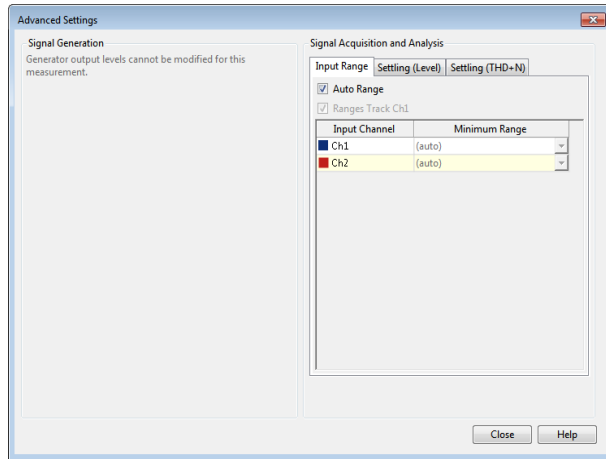 Advanced Settings
Signal Generation
Generator output levels cannot be modified for this
measurement.
Signal Acquisition and Analysis
Input Range Settling (Level) Settling (THD+N)
Auto Range
Ranges Track Ch1
Input Channel Minimum Range
Ch1 (auto)
Ch2 (auto)
Close Help